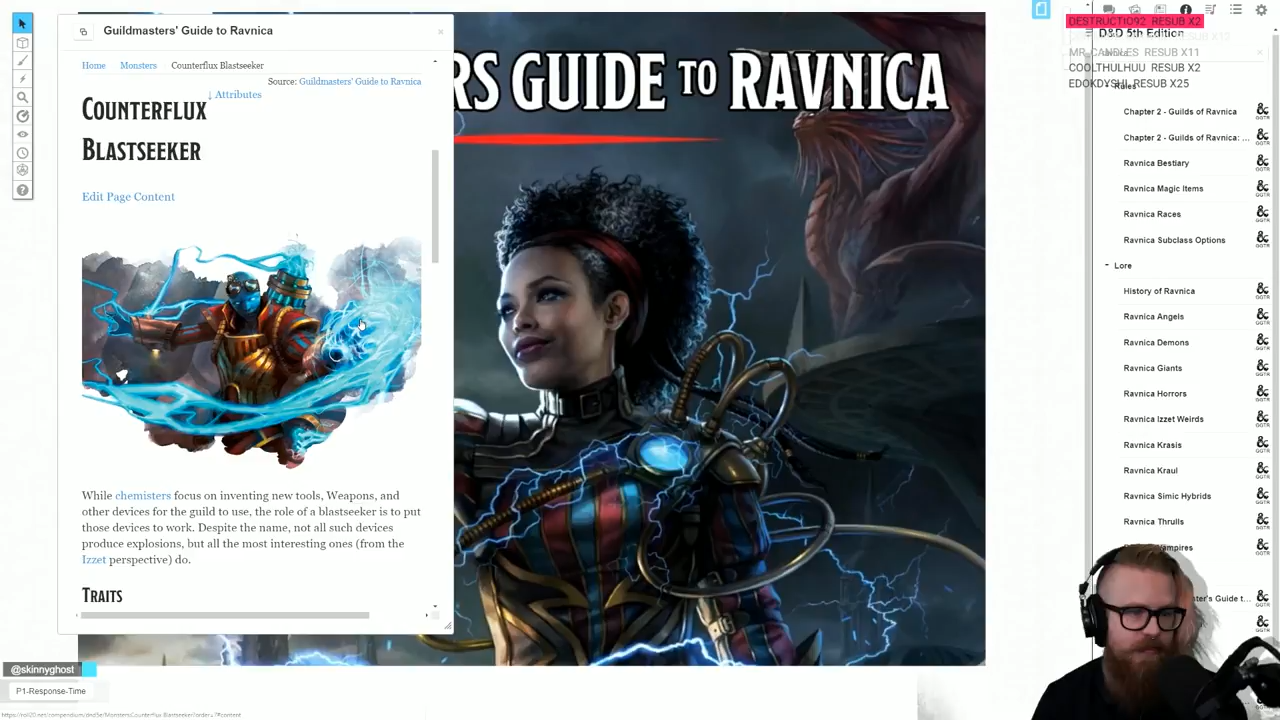 Guildmasters' Guide to Ravnica
Home Monsters Counterflux Blastseeker
Source: Guildmasters' Guide to Ravnica
↓ Attributes
COUNTERFLUX
BLASTSEEKER
Edit Page Content
While chemisters focus on inventing new tools, Weapons, and
other devices for the guild to use, the role of a blastseeker is to put
those devices to work. Despite the name, not all such devices
produce explosions, but all the most interesting ones (from the
Izzet perspective) do.
TRAITS
RS GUIDE TO RAVNICA
DESTRUCTIO92 RESUB X2
D&D 5th Edition
MR_CANDLES RESUB X11
COOLTHULHUU RESUB X2
EDOKDYSHI RESUB X25
Rules
Chapter 2 - Guilds of Ravnica
Chapter 2 - Guilds of Ravnica: ...
Ravnica Bestiary
Ravnica Magic Items
Ravnica Races
Ravnica Subclass Options
Lore
History of Ravnica
Ravnica Angels
Ravnica Demons
Ravnica Giants
Ravnica Horrors
Ravnica Izzet Weirds
Ravnica Krasis
Ravnica Kraul
Ravnica Simic Hybrids
Ravnica Thrulls
@skinnyghost
P1-Response-Time